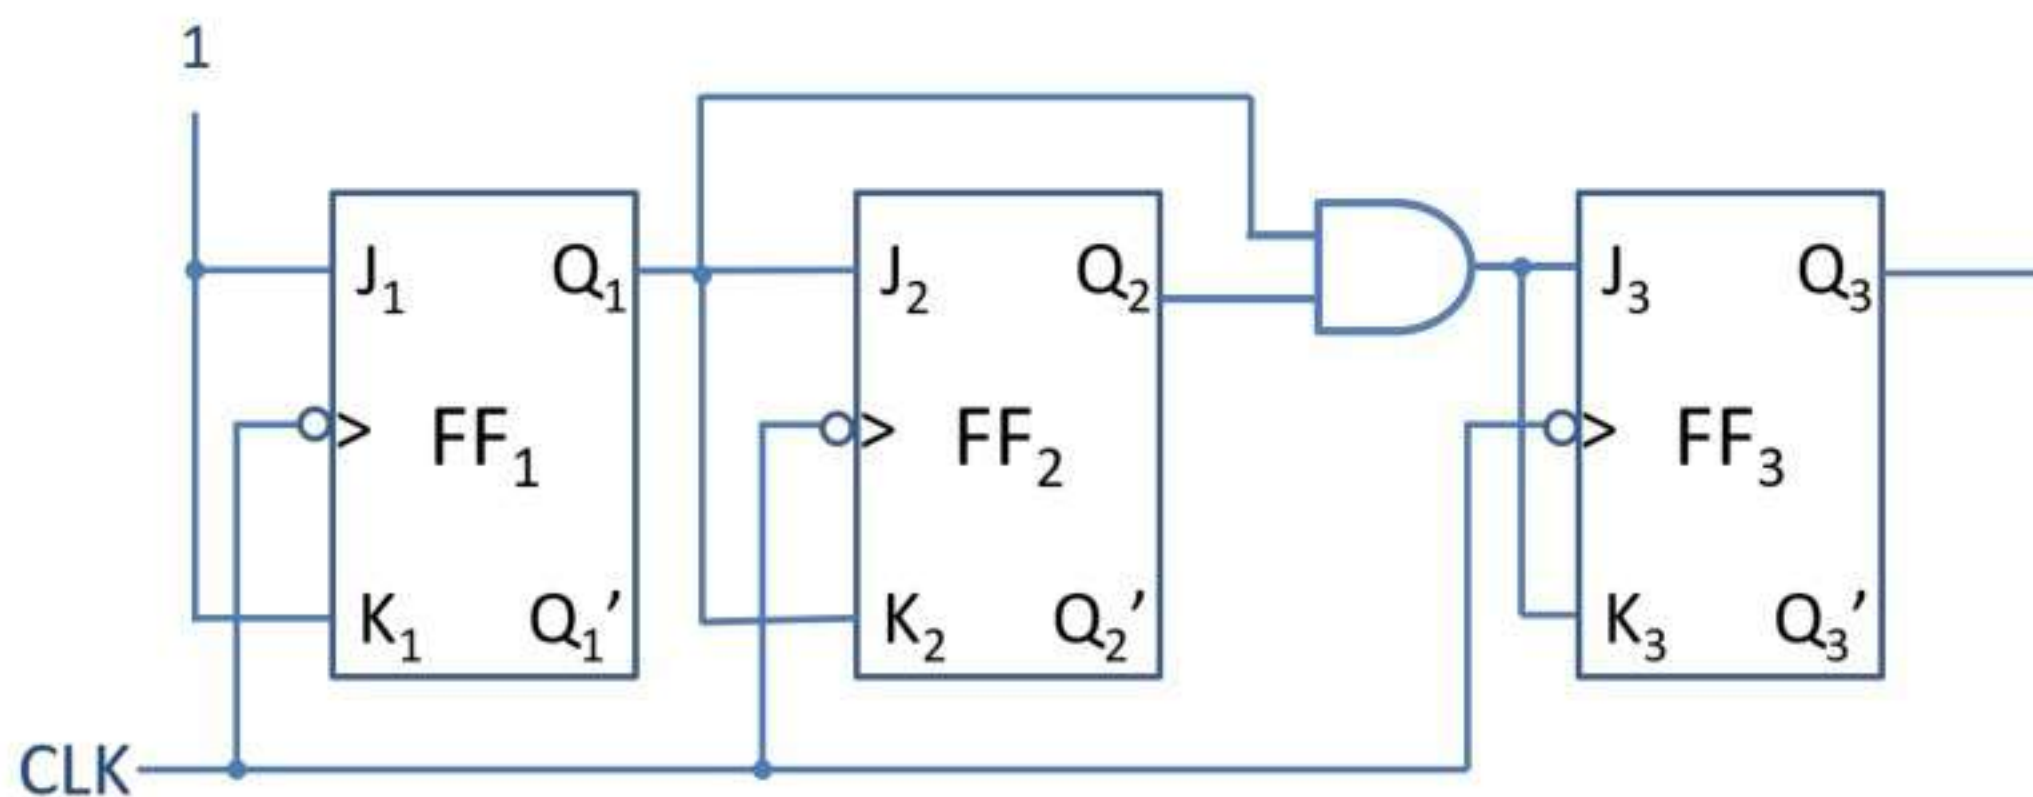 1
J₁ Q₁ J₂ Q₂ J₃ Q₃
> FF₁ > FF₂ > FF₃
K₁ Q₁’ K₂ Q₂’ K₃ Q₃’
CLK